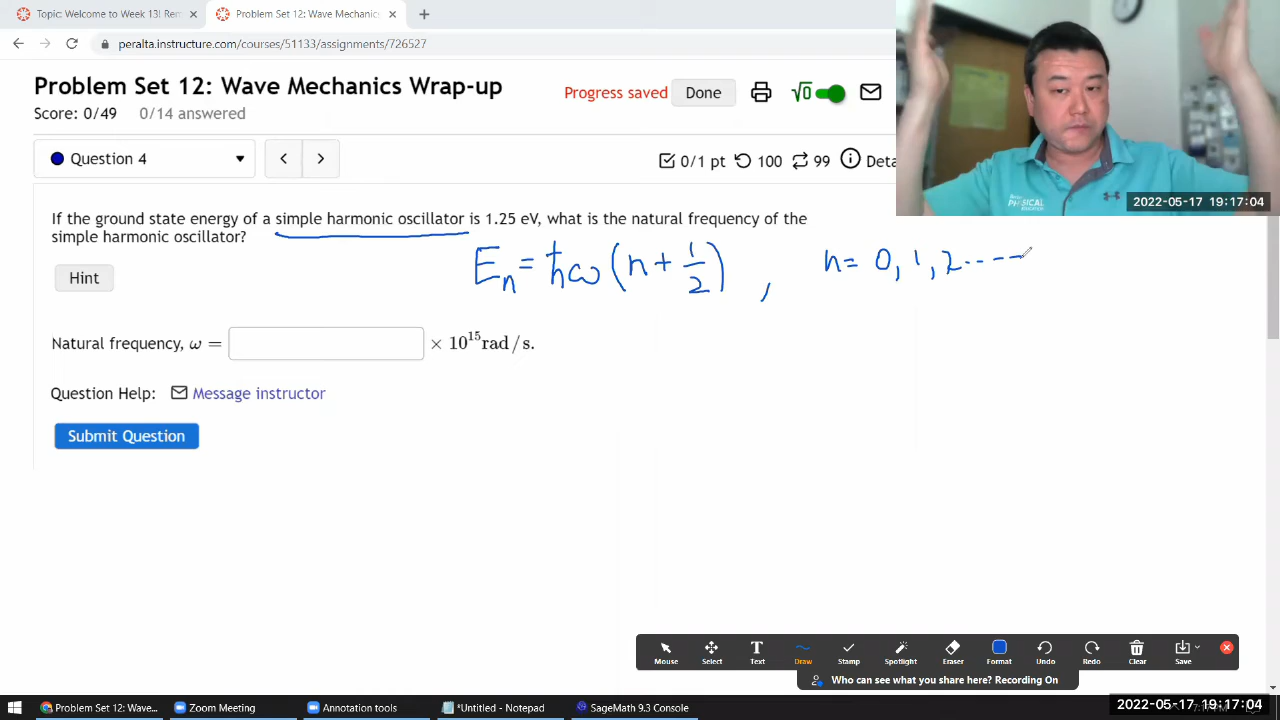 Topic: Welcome to Week 13! Rem
Problem Set 12: Wave Mechanics
peralta.instructure.com/courses/51133/assignments/726527
Problem Set 12: Wave Mechanics Wrap-up
Progress saved
Done
√0
Score: 0/49
0/14 answered
Question 4
0/1 pt
100
99
Deta
PHYSICAL
2022-05-17 19:17:04
If the ground state energy of a simple harmonic oscillator is 1.25 eV, what is the natural frequency of the
simple harmonic oscillator?
Eₙ = ħω(n + 1/2) , n = 0, 1, 2 -----
Hint
Natural frequency, ω =
× 10¹⁵ rad/s.
Question Help:
Message instructor
Submit Question
Mouse
Select
Text
Draw
Stamp
Spotlight
Eraser
Format
Undo
Redo
Clear
Save
Who can see what you share here? Recording On
Problem Set 12: Wave...
Zoom Meeting
Annotation tools
*Untitled - Notepad
SageMath 9.3 Console
2022-05-17 19:17:04